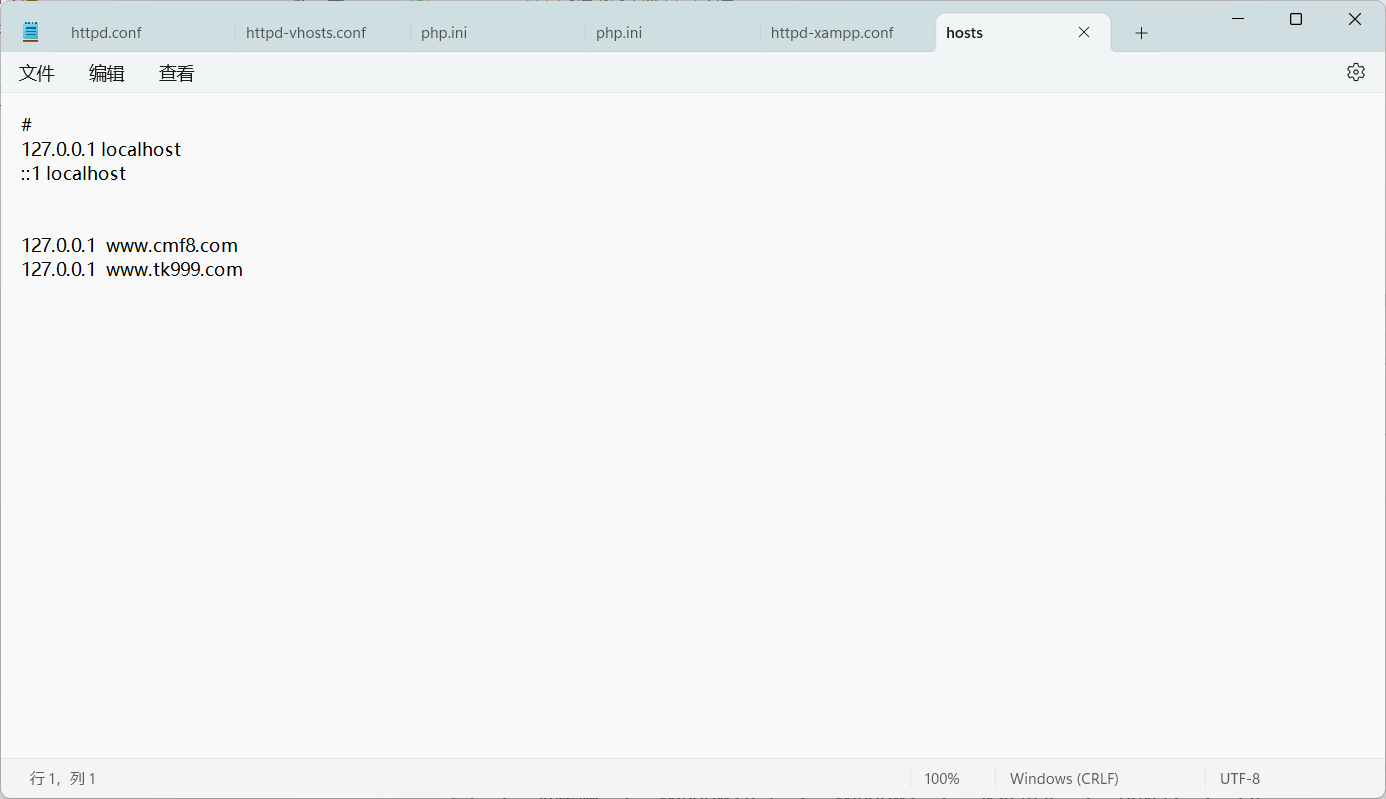 httpd.conf httpd-vhosts.conf php.ini php.ini httpd-xampp.conf hosts
文件 编辑 查看
#
127.0.0.1 localhost
::1 localhost
127.0.0.1  www.cmf8.com
127.0.0.1  www.tk999.com
行 1，列 1 100% Windows (CRLF) UTF-8